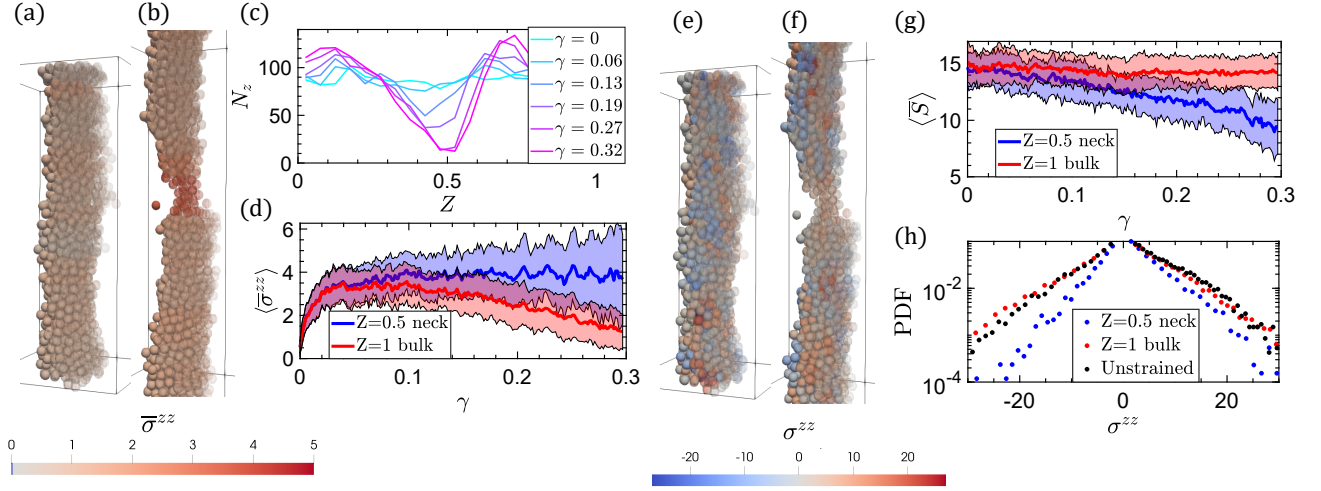 (a)
(b)
(c)
N_z
100
50
0
0
0.5
1
Z
γ = 0
γ = 0.06
γ = 0.13
γ = 0.19
γ = 0.27
γ = 0.32
(d)
⟨σ̅^{zz}⟩
6
4
2
0
0
0.1
0.2
0.3
γ
Z=0.5 neck
Z=1 bulk
σ̅^{zz}
0 1 2 3 4 5
(e)
(f)
σ^{zz}
-20 -10 0 10 20
(g)
⟨S̅⟩
15
10
5
0
0.1
0.2
0.3
γ
Z=0.5 neck
Z=1 bulk
(h)
PDF
10^{-2}
10^{-4}
-20
0
20
σ^{zz}
Z=0.5 neck
Z=1 bulk
Unstrained